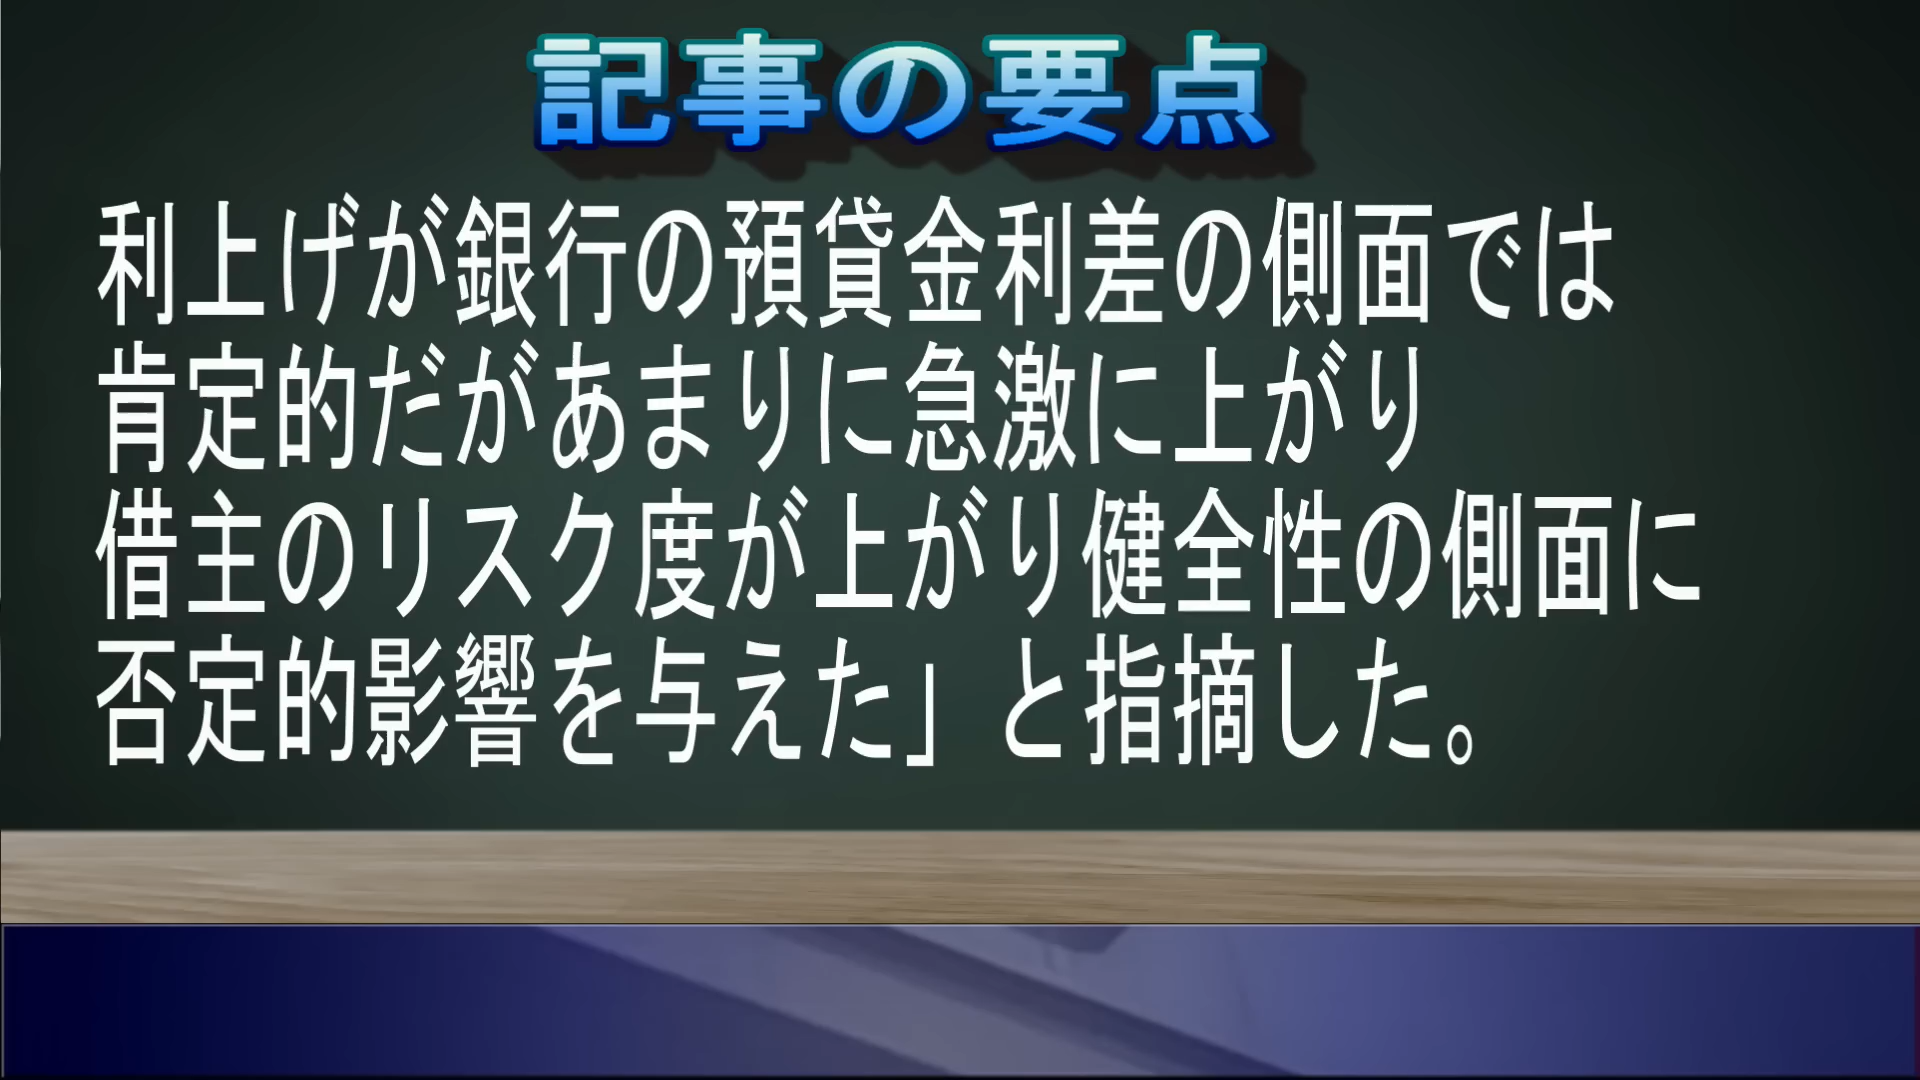 記事の要点
利上げが銀行の預貸金利差の側面では
肯定的だがあまりに急激に上がり
借主のリスク度が上がり健全性の側面に
否定的影響を与えた」と指摘した。